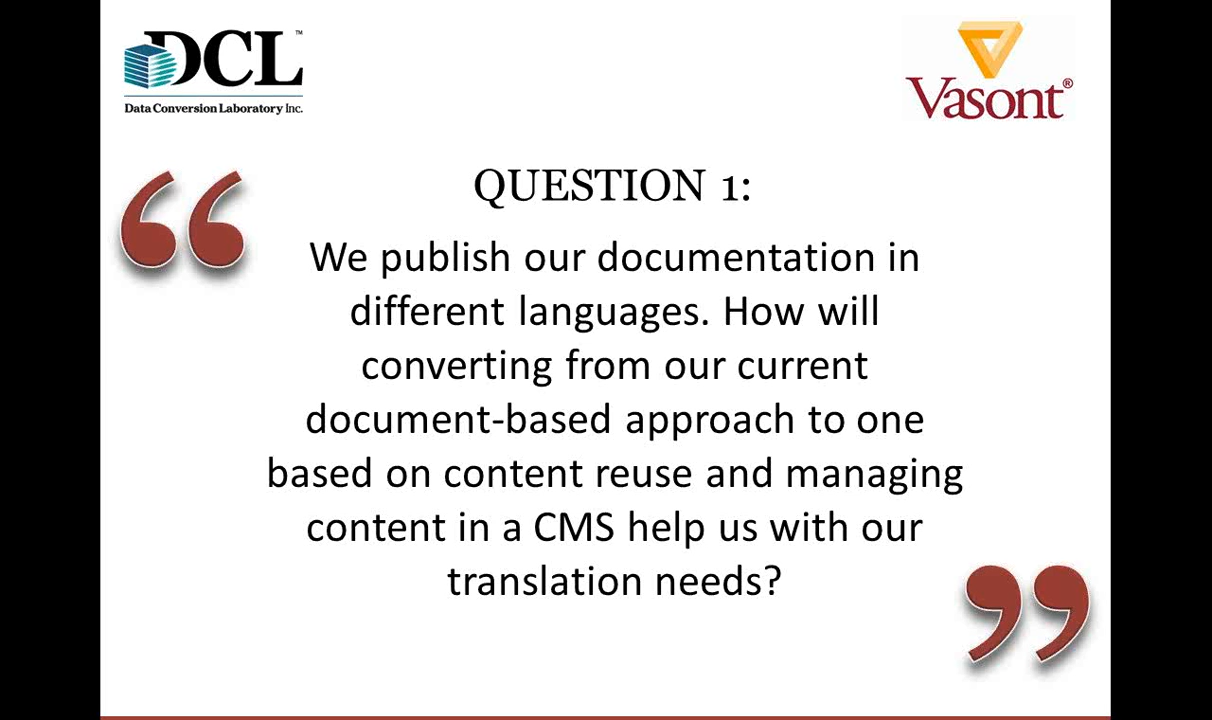 DCL™
Data Conversion Laboratory Inc.
Vasont®
“
QUESTION 1:
We publish our documentation in
different languages. How will
converting from our current
document-based approach to one
based on content reuse and managing
content in a CMS help us with our
translation needs?
”